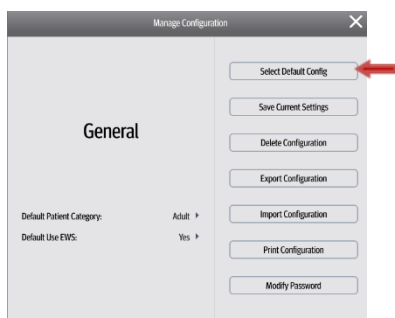 Manage Configuration
General
Default Patient Category: Adult
Default Use EWS: Yes
Select Default Config
Save Current Settings
Delete Configuration
Export Configuration
Import Configuration
Print Configuration
Modify Password